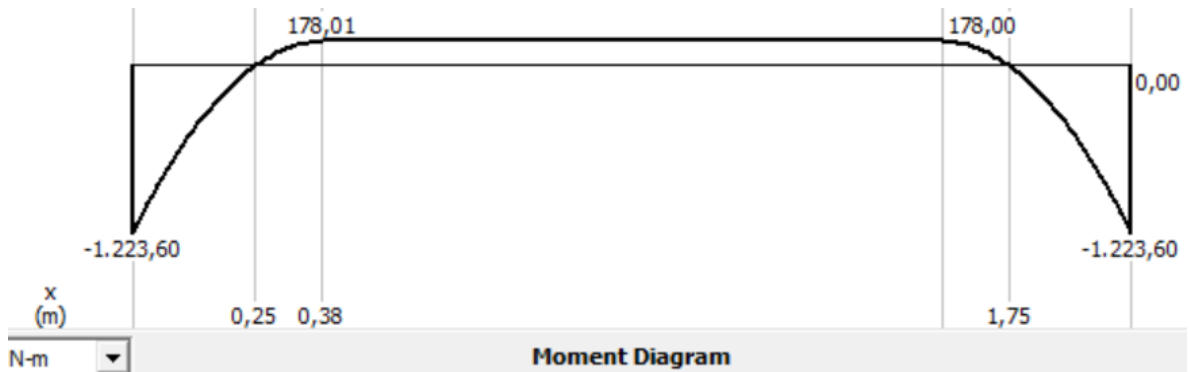 178,01 178,00
0,00
-1.223,60 -1.223,60
x
(m) 0,25 0,38 1,75
N-m Moment Diagram